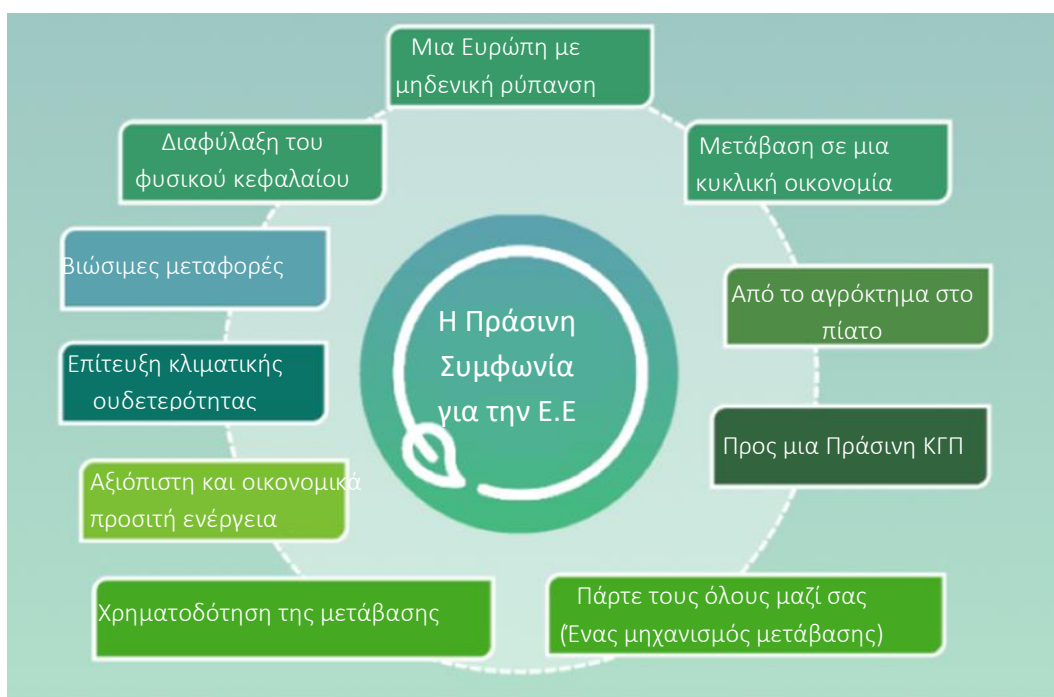 Μια Ευρώπη με
μηδενική ρύπανση
Διαφύλαξη του
φυσικού κεφαλαίου
Μετάβαση σε μια
κυκλική οικονομία
Βιώσιμες μεταφορές
Από το αγρόκτημα στο
πίατο
Η Πράσινη
Συμφωνία
για την Ε.Ε
Επίτευξη κλιματικής
ουδετερότητας
Προς μια Πράσινη ΚΓΠ
Αξιόπιστη και οικονομικά
προσιτή ενέργεια
Χρηματοδότηση της μετάβασης
Πάρτε τους όλους μαζί σας
(Ένας μηχανισμός μετάβασης)